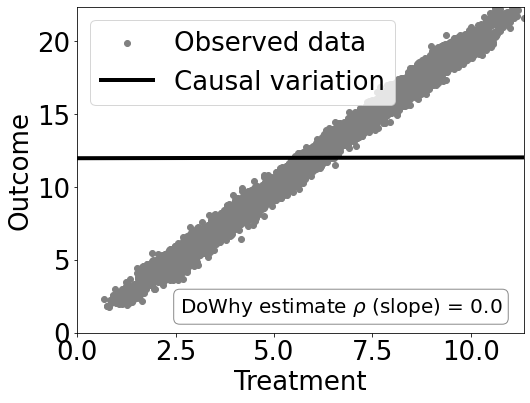 Observed data
Causal variation
20
15
10
5
0
Outcome
DoWhy estimate ρ (slope) = 0.0
0.0 2.5 5.0 7.5 10.0
Treatment